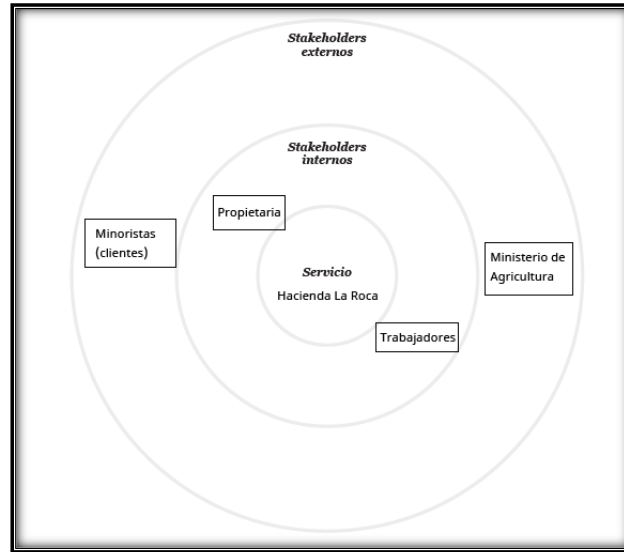 Stakeholders
externos
Stakeholders
internos
Propietaria
Minoristas
(clientes)
Ministerio de
Agricultura
Servicio
Hacienda La Roca
Trabajadores